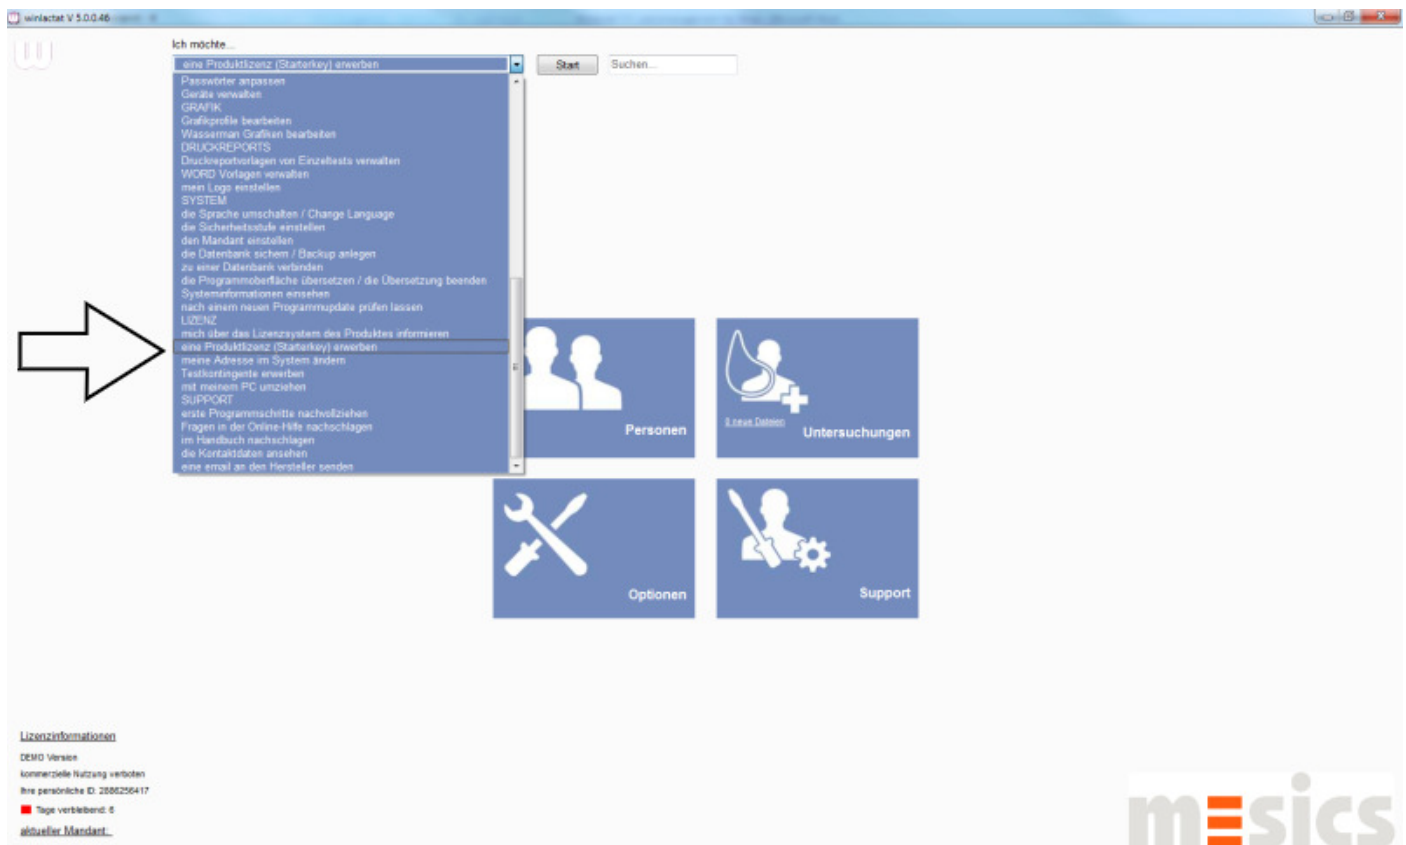 winlactat V 5.0.0.46
Ich möchte...
eine Produktlizenz (Starterkey) erwerben
Start
Suchen...
Passwörter anpassen
Geräte verwalten
GRAFIK
Grafikprofile bearbeiten
Wasserman Grafiken bearbeiten
DRUCKREPORTS
Druckreportvorlagen von Einzeltests verwalten
WORD Vorlagen verwalten
mein Logo einstellen
SYSTEM
die Sprache umschalten / Change Language
die Sicherheitsstufe einstellen
den Mandant einstellen
die Datenbank sichern / Backup anlegen
zu einer Datenbank verbinden
die Programmoberfläche übersetzen / die Übersetzung beenden
Systeminformationen einsehen
nach einem neuen Programmupdate prüfen lassen
LIZENZ
mich über das Lizenzsystem des Produktes informieren
eine Produktlizenz (Starterkey) erwerben
meine Adresse im System ändern
Testkontingente erwerben
mit meinem PC umziehen
SUPPORT
erste Programmschritte nachvollziehen
Fragen in der Online-Hilfe nachschlagen
im Handbuch nachschlagen
die Kontaktdaten ansehen
eine email an den Hersteller senden
Personen
0 neue Dateien
Untersuchungen
Optionen
Support
Lizenzinformationen
DEMO Version
kommerzielle Nutzung verboten
Ihre persönliche ID: 2886256417
Tage verbleibend: 6
aktueller Mandant:
mesics